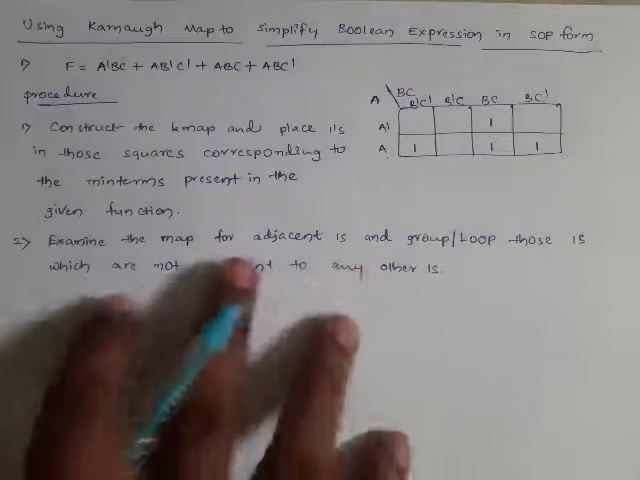 Using Karnaugh Map to Simplify Boolean Expression in SOP form
1> F = A'BC + AB'C' + ABC + ABC'
procedure
A \ BC
B'C' B'C BC BC'
A' 1
A 1 1 1
1> Construct the kmap and place 1s
in those squares corresponding to
the minterms present in the
given function.
2> Examine the map for adjacent 1s and group/Loop those 1s
which are not to any other 1s.